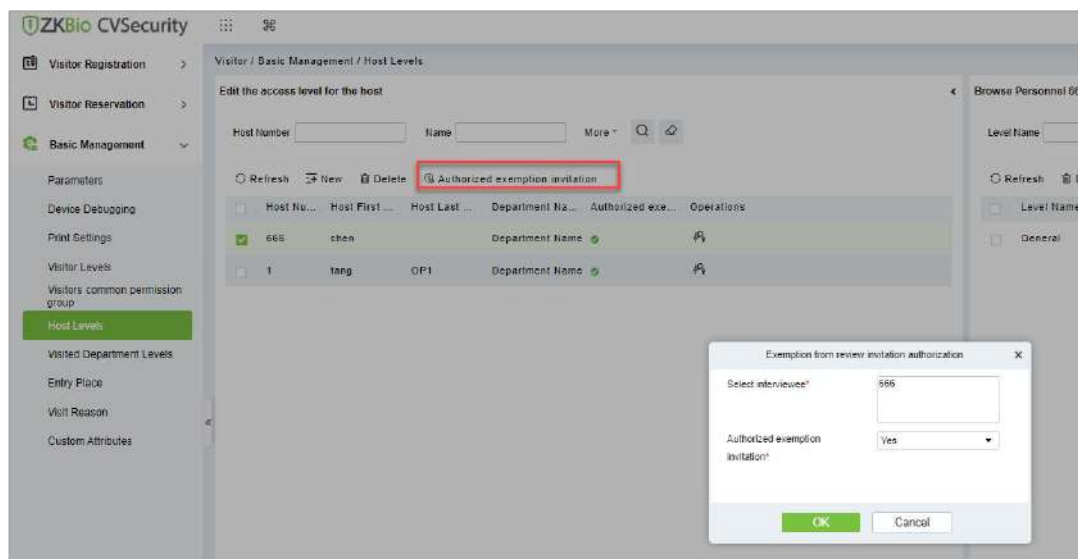 ZKBio CVSecurity
Visitor Registration
Visitor Reservation
Basic Management
Parameters
Device Debugging
Print Settings
Visitor Levels
Visitors common permission
group
Host Levels
Visited Department Levels
Entry Place
Visit Reason
Custom Attributes
Visitor / Basic Management / Host Levels
Edit the access level for the host
Host Number Name More
Refresh New Delete Authorized exemption invitation
Host Nu... Host First ... Host Last ... Department Na... Authorized exe... Operations
666 chen Department Name
1 tang OP1 Department Name
Browse Personnel 66
Level Name
Refresh
Level Name
General
Exemption from review invitation authorization X
Select interviewee* 666
Authorized exemption Yes
invitation*
OK Cancel